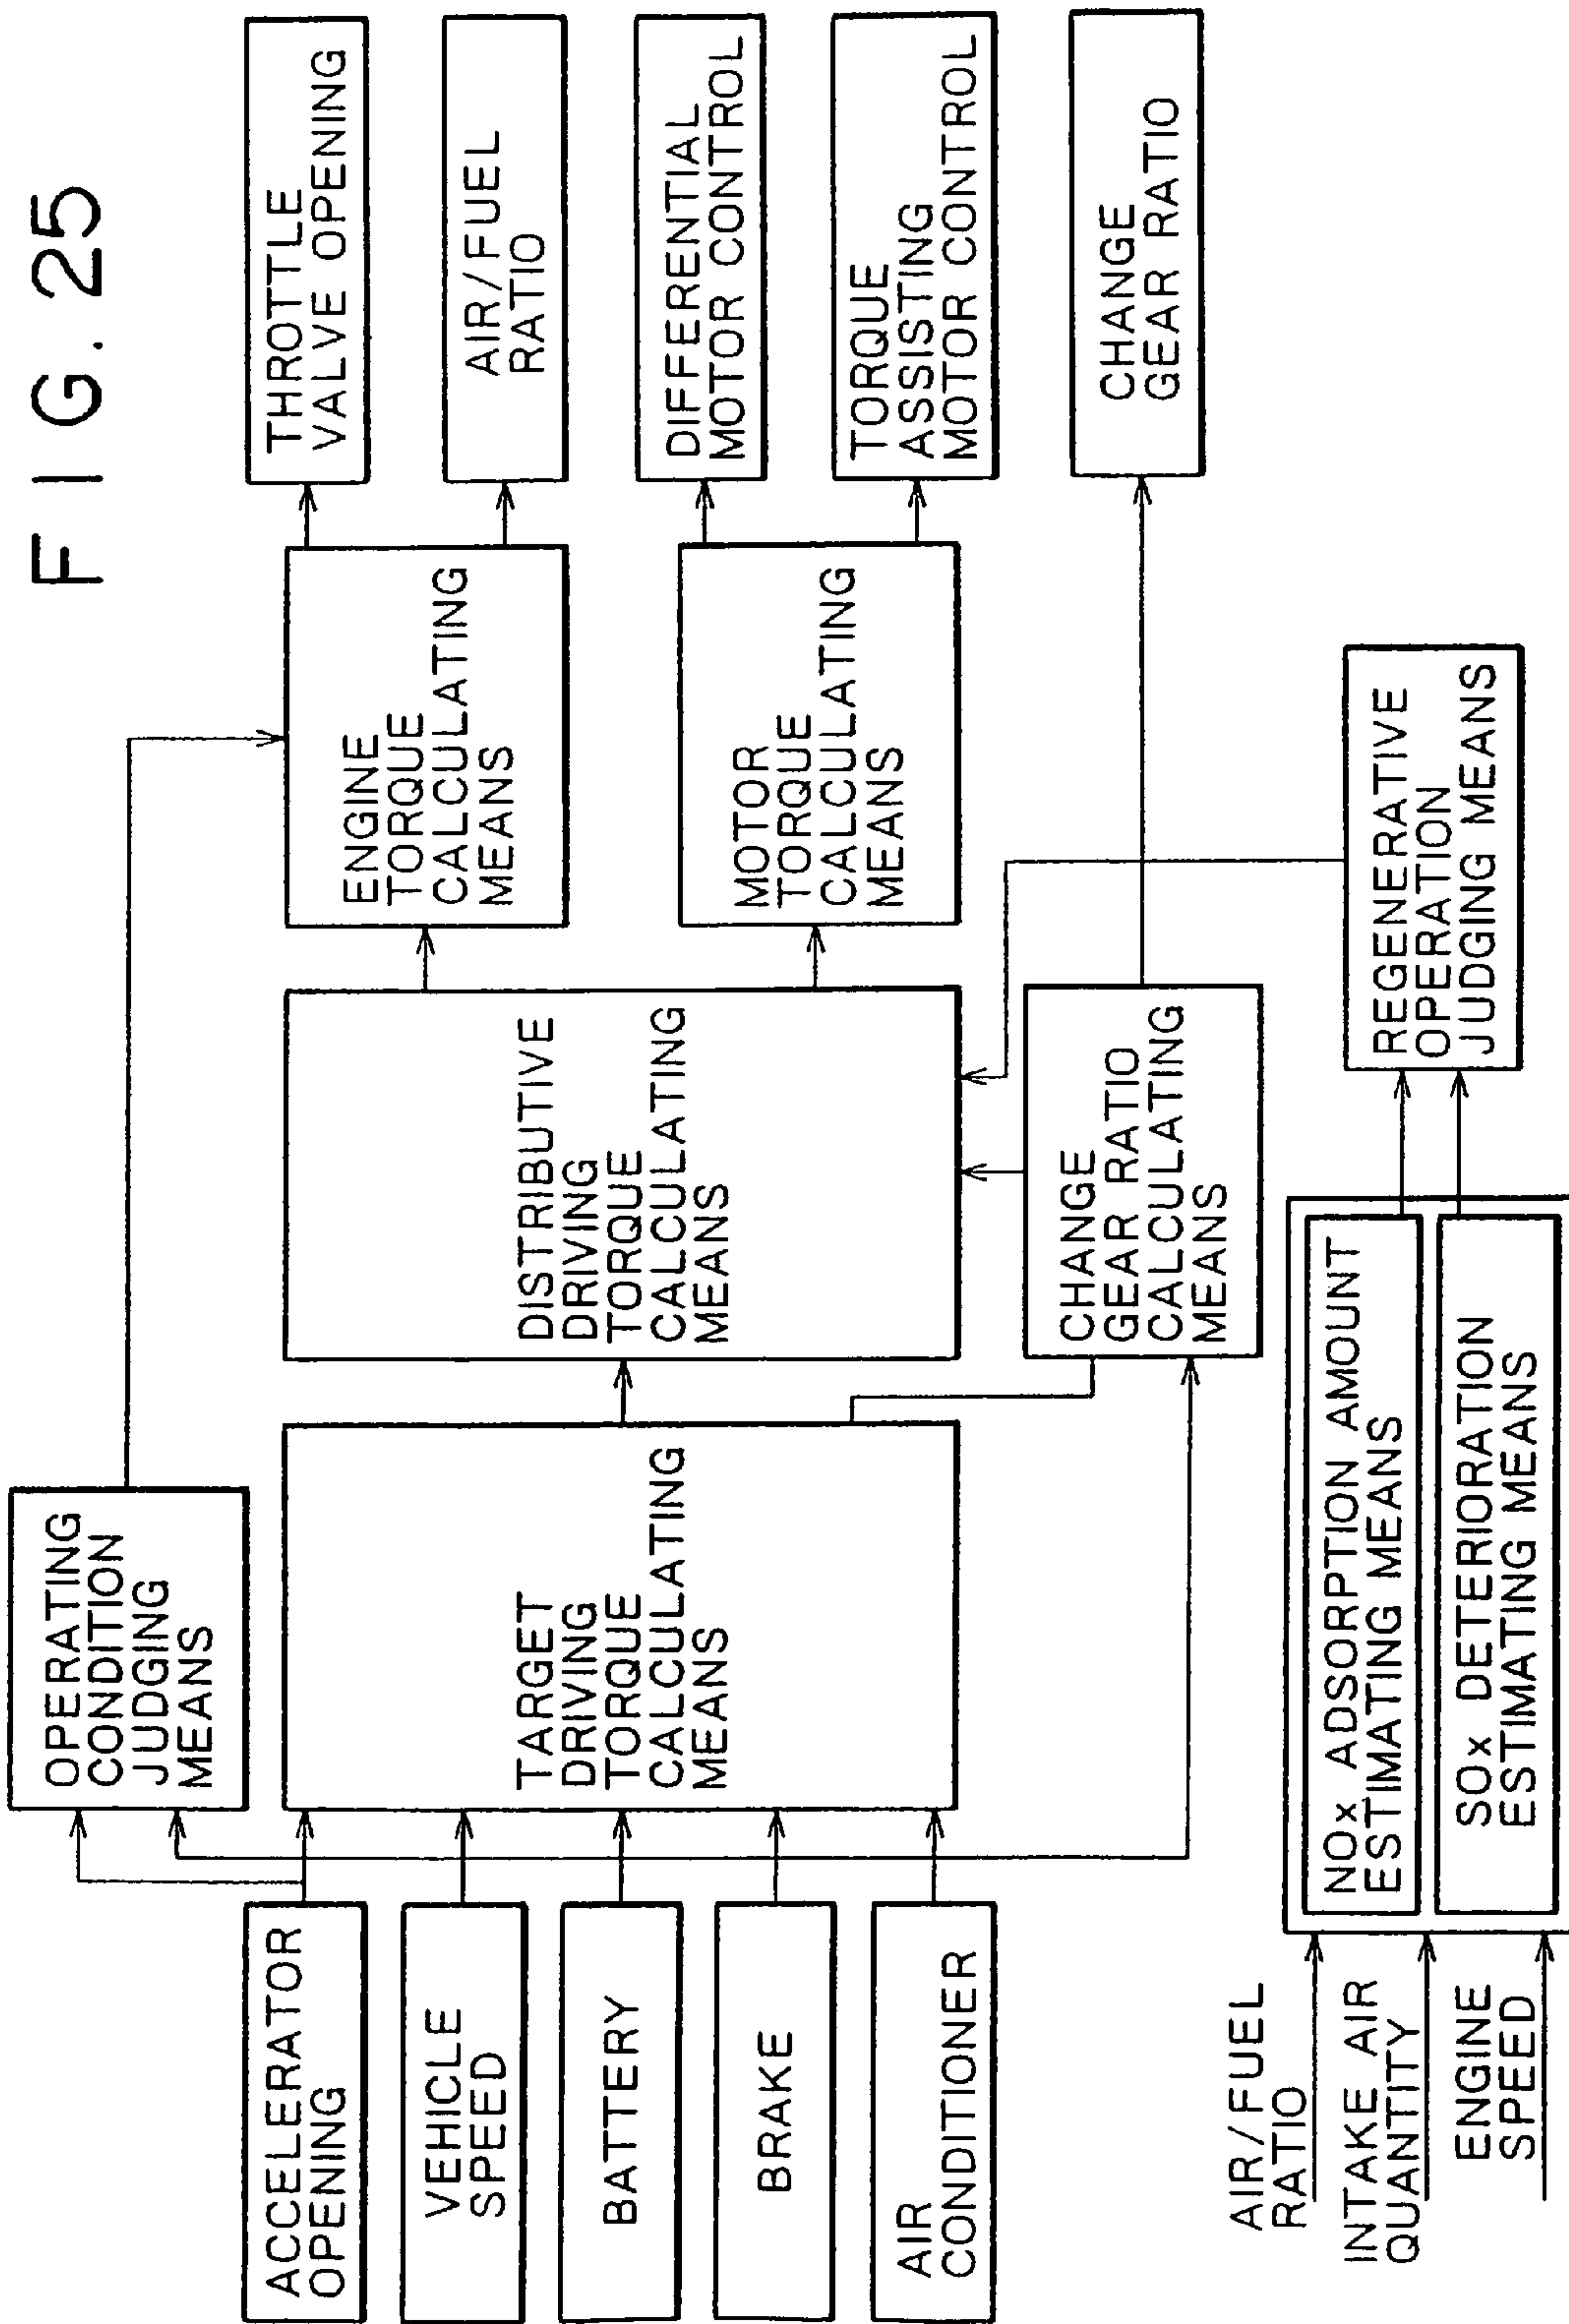 FIG. 25
OPERATING
CONDITION
JUDGING
MEANS
ACCELERATOR
OPENING
VEHICLE
SPEED
BATTERY
BRAKE
AIR
CONDITIONER
TARGET
DRIVING
TORQUE
CALCULATING
MEANS
DISTRIBUTIVE
DRIVING
TORQUE
CALCULATING
MEANS
ENGINE
TORQUE
CALCULATING
MEANS
MOTOR
TORQUE
CALCULATING
MEANS
THROTTLE
VALVE OPENING
AIR/FUEL
RATIO
DIFFERENTIAL
MOTOR CONTROL
TORQUE
ASSISTING
MOTOR CONTROL
CHANGE
GEAR RATIO
CHANGE
GEAR RATIO
CALCULATING
MEANS
AIR/FUEL
RATIO
INTAKE AIR
QUANTITY
ENGINE
SPEED
NOx ADSORPTION AMOUNT
ESTIMATING MEANS
SOx DETERIORATION
ESTIMATING MEANS
REGENERATIVE
OPERATION
JUDGING MEANS